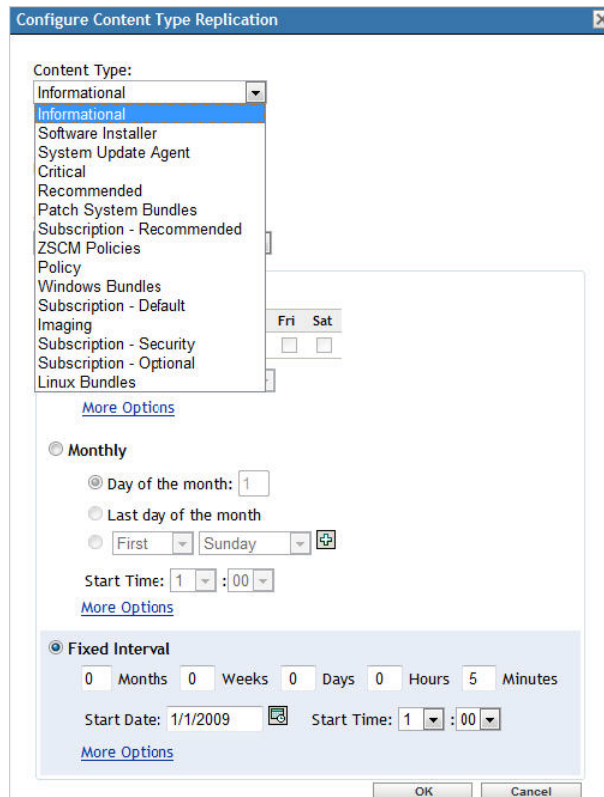 Configure Content Type Replication
Content Type:
Informational
Informational
Software Installer
System Update Agent
Critical
Recommended
Patch System Bundles
Subscription - Recommended
ZSCM Policies
Policy
Windows Bundles
Subscription - Default
Imaging
Subscription - Security
Subscription - Optional
Linux Bundles
Fri Sat
More Options
Monthly
Day of the month: 1
Last day of the month
First Sunday
Start Time: 1 : 00
More Options
Fixed Interval
0 Months 0 Weeks 0 Days 0 Hours 5 Minutes
Start Date: 1/1/2009 Start Time: 1 : 00
More Options
OK Cancel